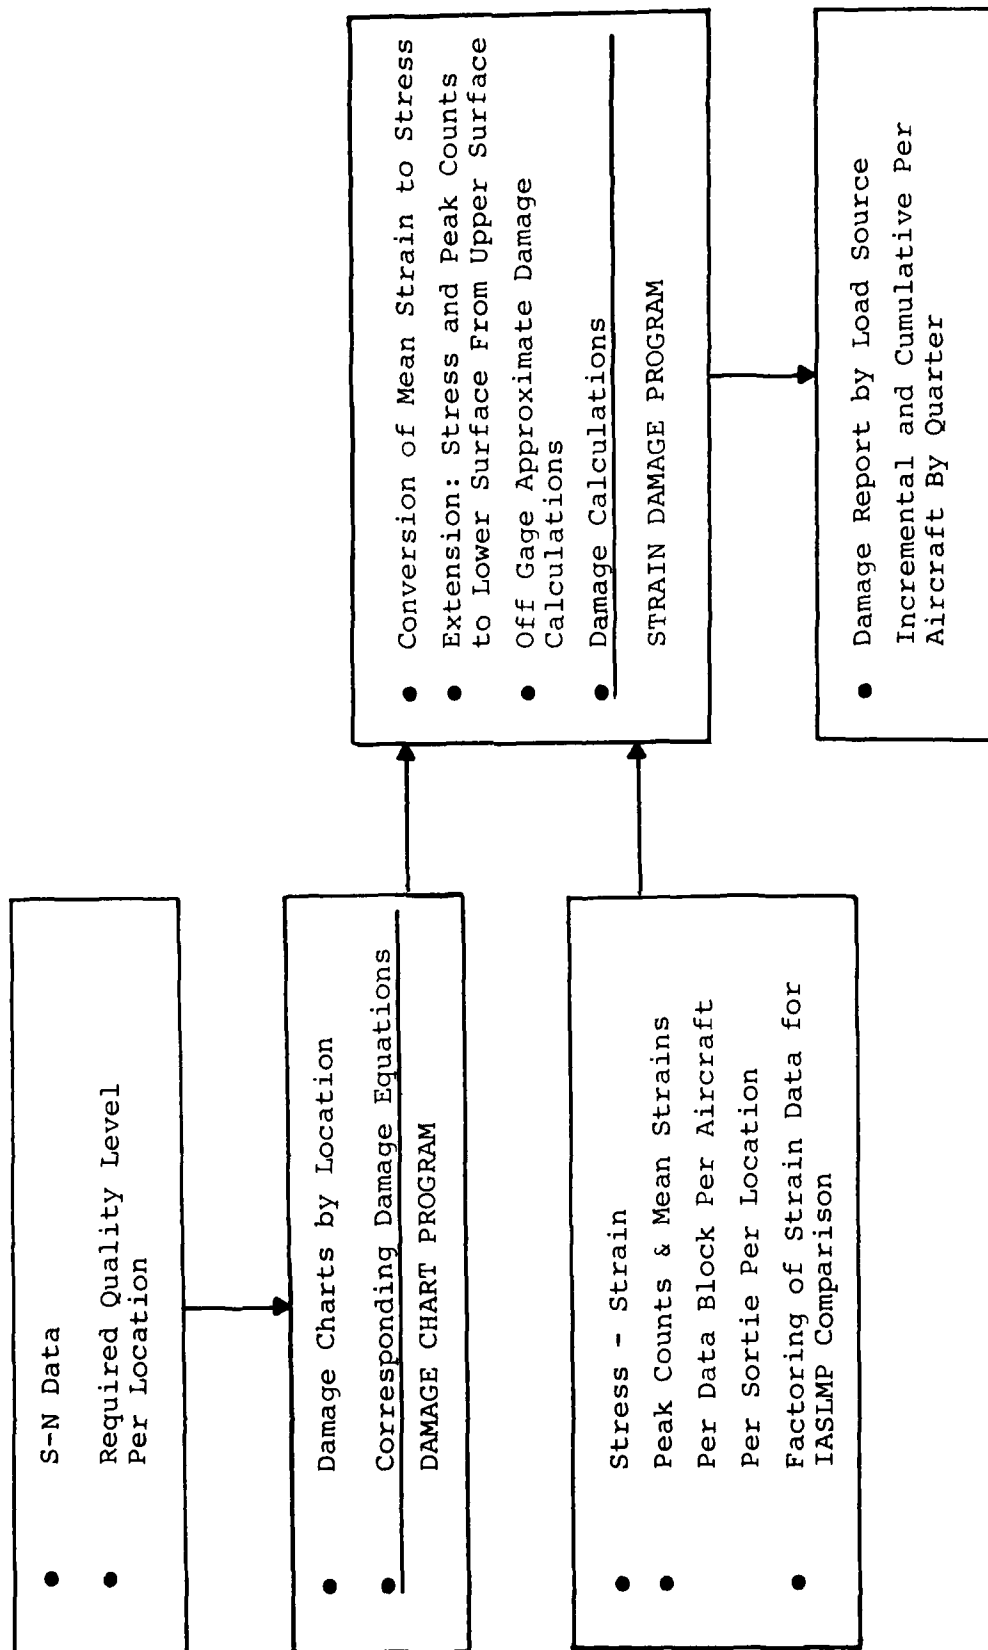 S-N Data
Required Quality Level
Per Location
Damage Charts by Location
Corresponding Damage Equations
DAMAGE CHART PROGRAM
Stress - Strain
Peak Counts & Mean Strains
Per Data Block Per Aircraft
Per Sortie Per Location
Factoring of Strain Data for
IASLMP Comparison
Conversion of Mean Strain to Stress
Extension: Stress and Peak Counts
to Lower Surface From Upper Surface
Off Gage Approximate Damage
Calculations
Damage Calculations
STRAIN DAMAGE PROGRAM
Damage Report by Load Source
Incremental and Cumulative Per
Aircraft By Quarter